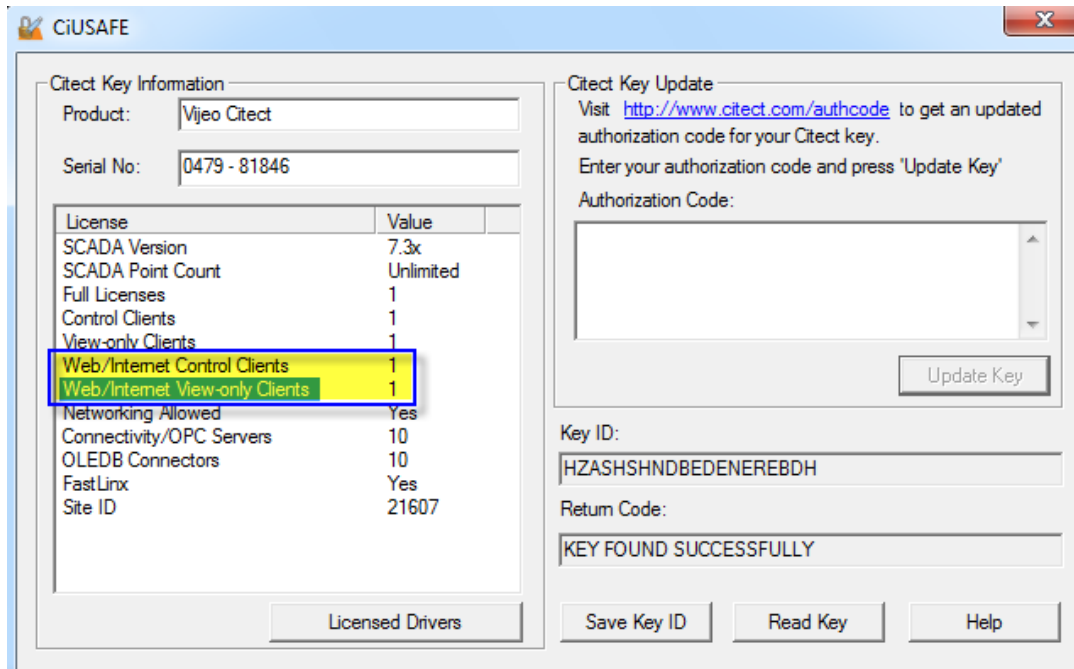 CiUSAFE
Citect Key Information
Product: Vijeo Citect
Serial No: 0479 - 81846
License Value
SCADA Version 7.3x
SCADA Point Count Unlimited
Full Licenses 1
Control Clients 1
View-only Clients 1
Web/Internet Control Clients 1
Web/Internet View-only Clients 1
Networking Allowed Yes
Connectivity/OPC Servers 10
OLEDB Connectors 10
FastLinx Yes
Site ID 21607
Licensed Drivers
Citect Key Update
Visit http://www.citect.com/authcode to get an updated
authorization code for your Citect key.
Enter your authorization code and press 'Update Key'
Authorization Code:
Update Key
Key ID:
HZASHSHNDBEDENEREBDH
Return Code:
KEY FOUND SUCCESSFULLY
Save Key ID Read Key Help